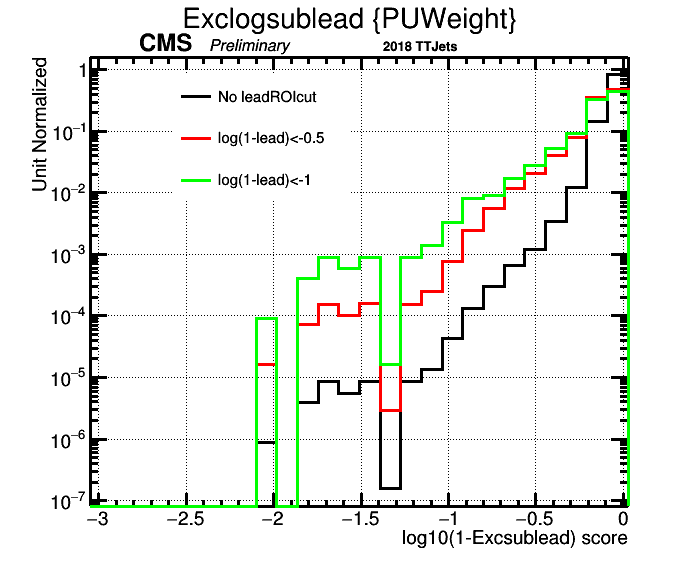 Exclogsublead {PUWeight}
CMS Preliminary 2018 TTJets
Unit Normalized
No leadROIcut
log(1-lead)<-0.5
log(1-lead)<-1
1
10−1
10−2
10−3
10−4
10−5
10−6
10−7
−3 −2.5 −2 −1.5 −1 −0.5 0
log10(1-Excsublead) score